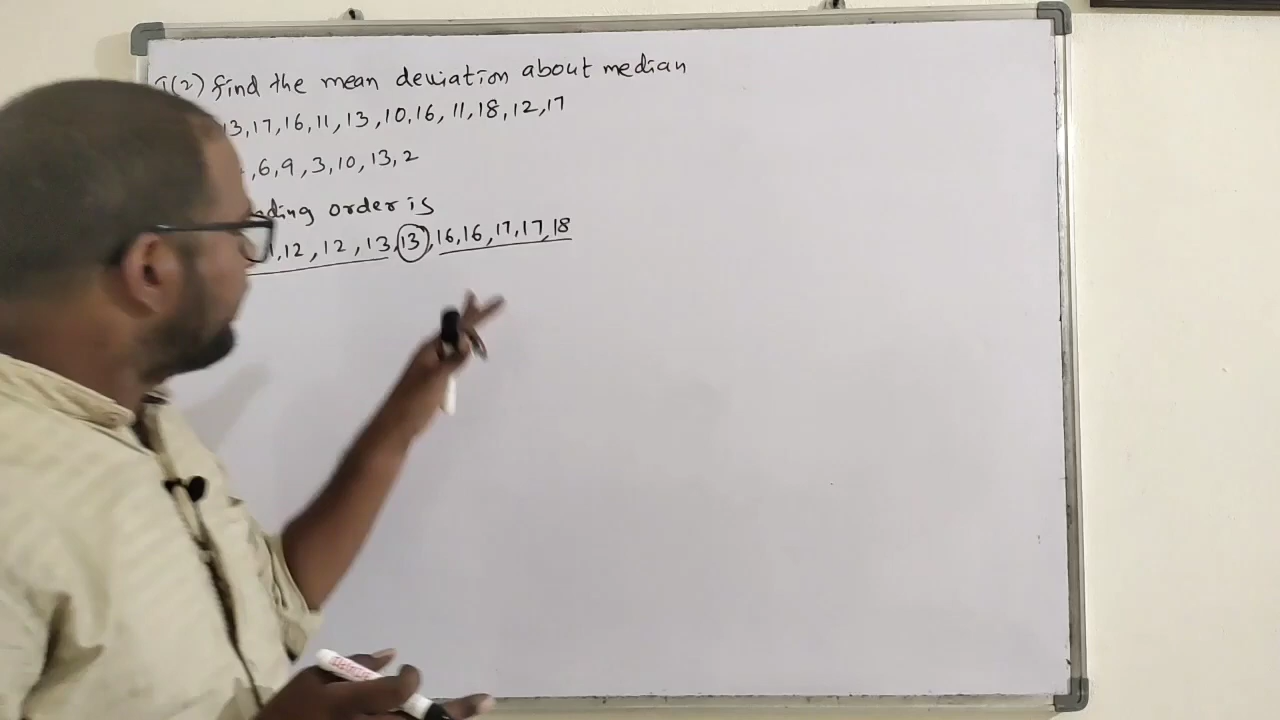 1(2) find the mean deviation about median
13,17,16,11,13,10,16,11,18,12,17
,6,9,3,10,13,2
order is
,12,12,13,13,16,16,17,17,18